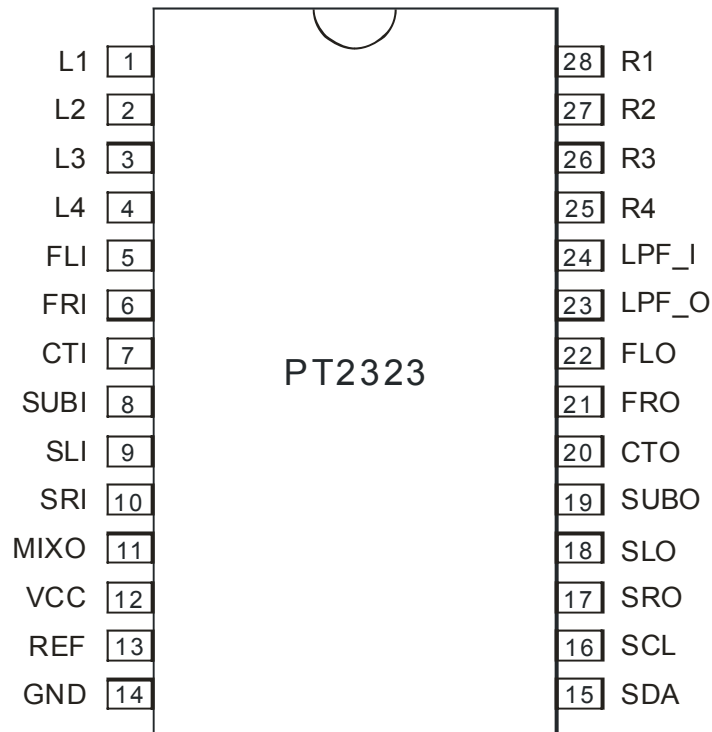 L1 1 28 R1
L2 2 27 R2
L3 3 26 R3
L4 4 25 R4
FLI 5 24 LPF_I
FRI 6 23 LPF_O
CTI 7 22 FLO
PT2323
SUBI 8 21 FRO
SLI 9 20 CTO
SRI 10 19 SUBO
MIXO 11 18 SLO
VCC 12 17 SRO
REF 13 16 SCL
GND 14 15 SDA